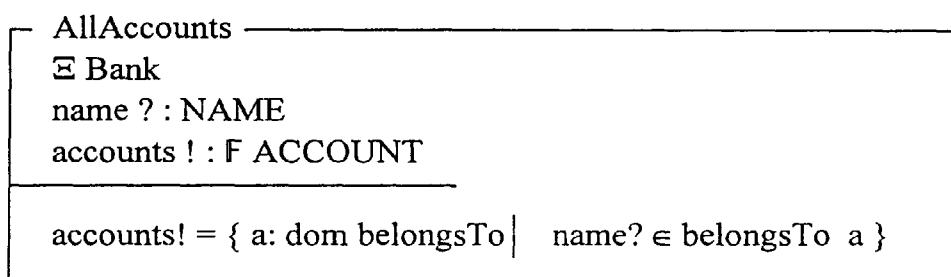 AllAccounts
Ξ Bank
name ? : NAME
accounts ! : 𝔽 ACCOUNT
accounts! = { a: dom belongsTo | name? ∈ belongsTo a }